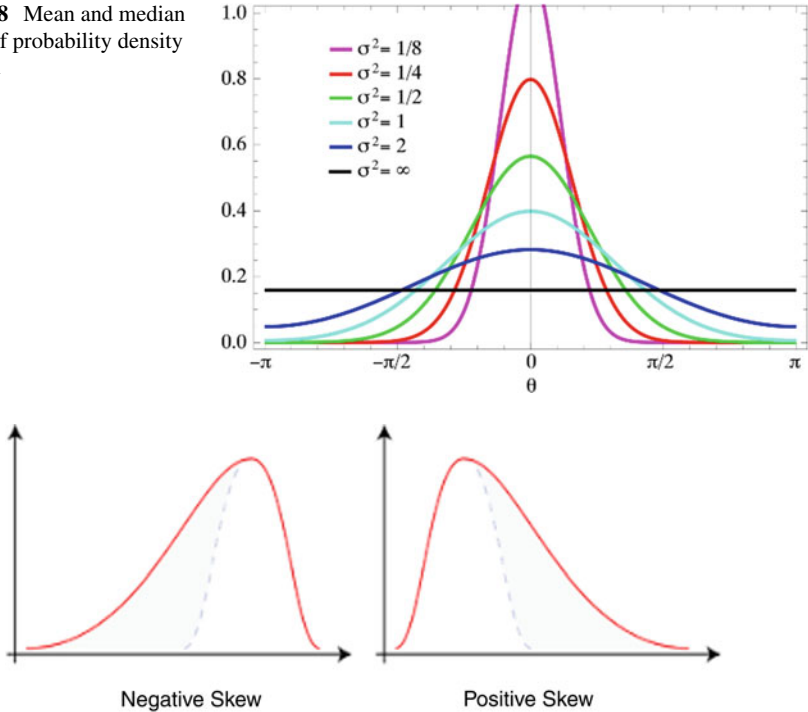 8 Mean and median
f probability density
1.0
0.8
0.6
0.4
0.2
0.0
σ²= 1/8
σ²= 1/4
σ²= 1/2
σ²= 1
σ²= 2
σ²= ∞
−π
−π/2
0
π/2
π
θ
Negative Skew
Positive Skew